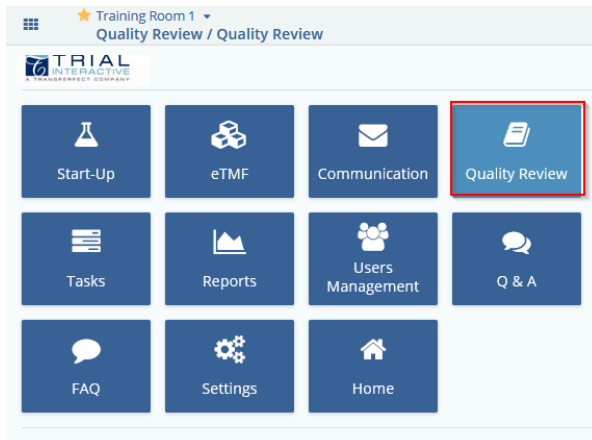 Training Room 1
Quality Review / Quality Review
TRIAL
INTERACTIVE
A TRANSPERFECT COMPANY
Start-Up
eTMF
Communication
Quality Review
Tasks
Reports
Users
Management
Q & A
FAQ
Settings
Home